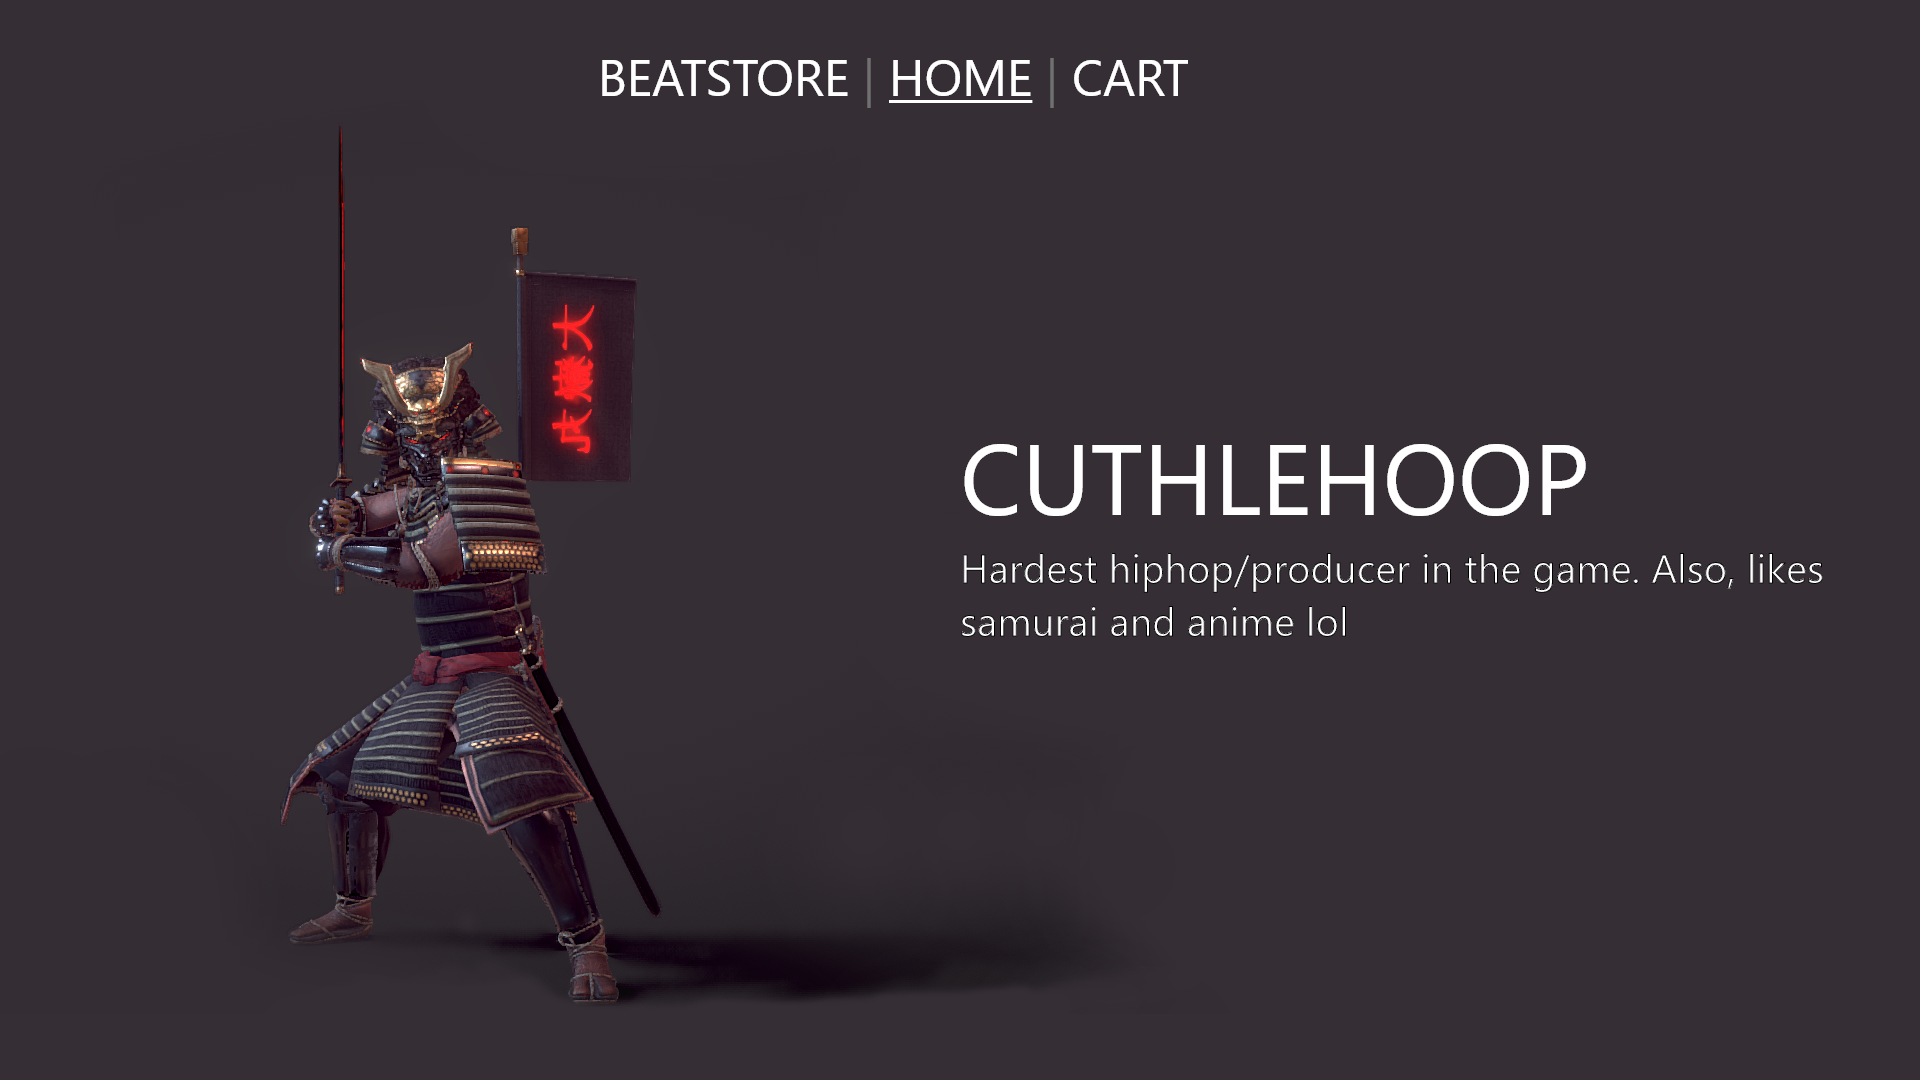 BEATSTORE | HOME | CART
CUTHLEHOOP
Hardest hiphop/producer in the game. Also, likes
samurai and anime lol